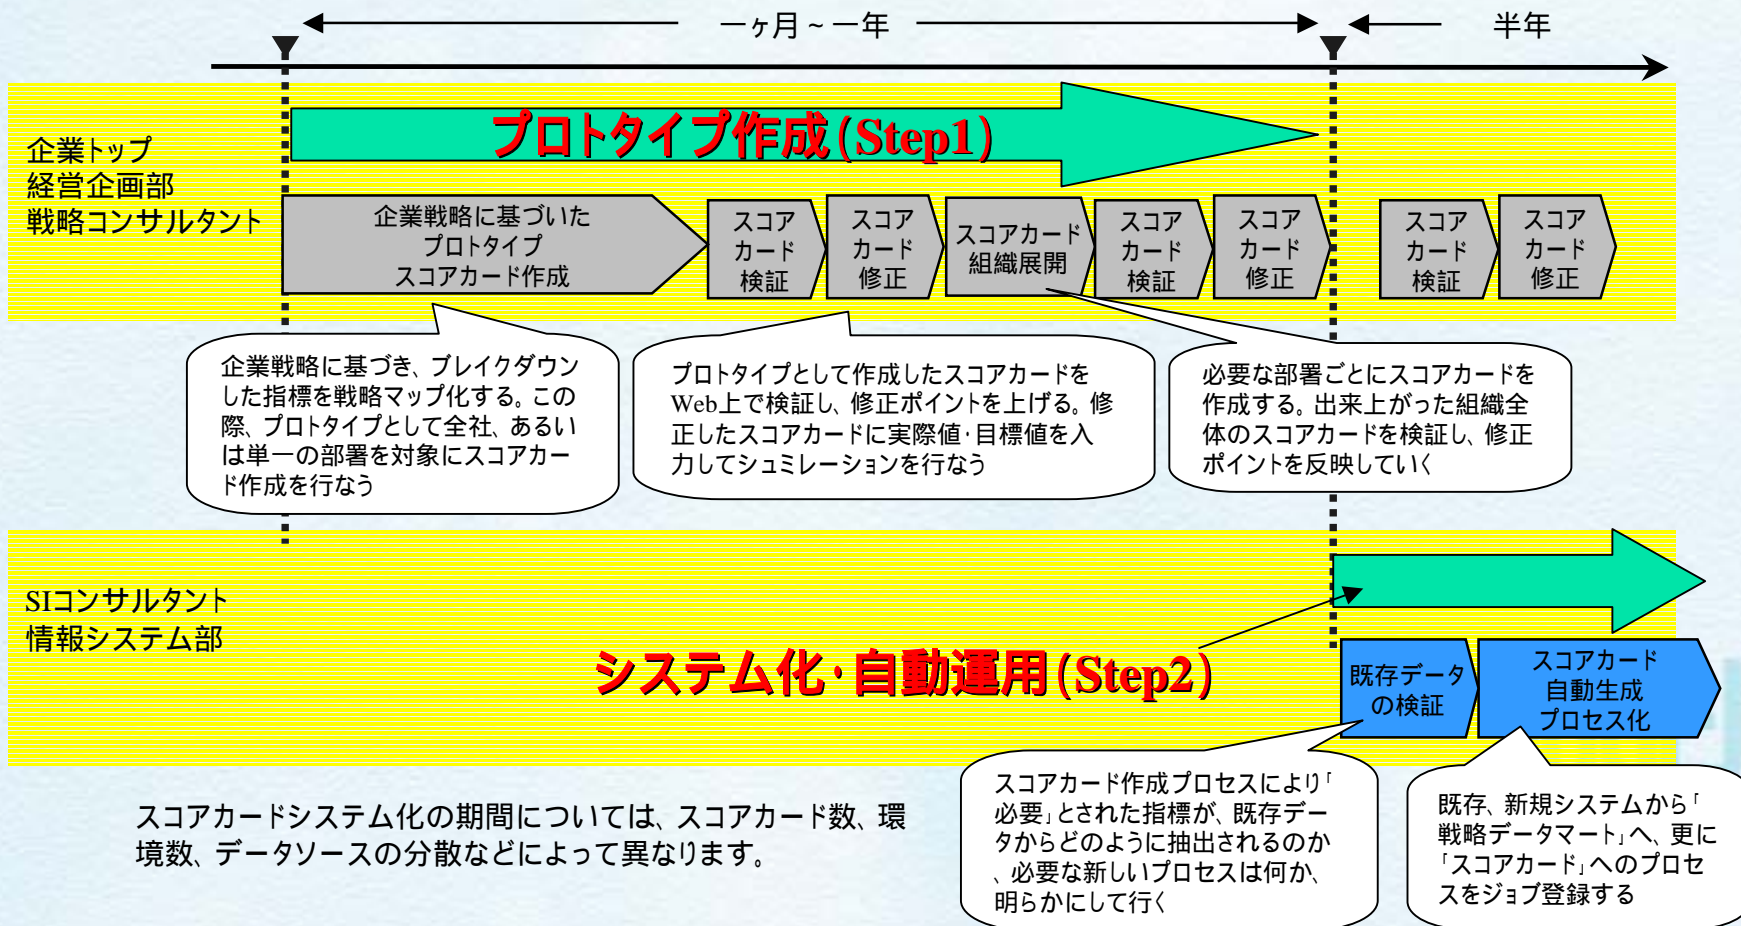 一ヶ月～一年
半年
プロトタイプ作成(Step1)
企業トップ
経営企画部
戦略コンサルタント
企業戦略に基づいた
プロトタイプ
スコアカード作成
スコア
カード
検証
スコア
カード
修正
スコアカード
組織展開
スコア
カード
検証
スコア
カード
修正
スコア
カード
検証
スコア
カード
修正
企業戦略に基づき、ブレイクダウン
した指標を戦略マップ化する。この
際、プロトタイプとして全社、あるい
は単一の部署を対象にスコアカー
ド作成を行なう
プロトタイプとして作成したスコアカードを
Web上で検証し、修正ポイントを上げる。修
正したスコアカードに実際値・目標値を入
力してシュミレーションを行なう
必要な部署ごとにスコアカードを
作成する。出来上がった組織全
体のスコアカードを検証し、修正
ポイントを反映していく
SIコンサルタント
情報システム部
システム化・自動運用(Step2)
既存データ
の検証
スコアカード
自動生成
プロセス化
スコアカード作成プロセスにより「
必要」とされた指標が、既存デー
タからどのように抽出されるのか
、必要な新しいプロセスは何か、
明らかにして行く
既存、新規システムから「
戦略データマート」へ、更に
「スコアカード」へのプロセ
スをジョブ登録する
スコアカードシステム化の期間については、スコアカード数、環
境数、データソースの分散などによって異なります。